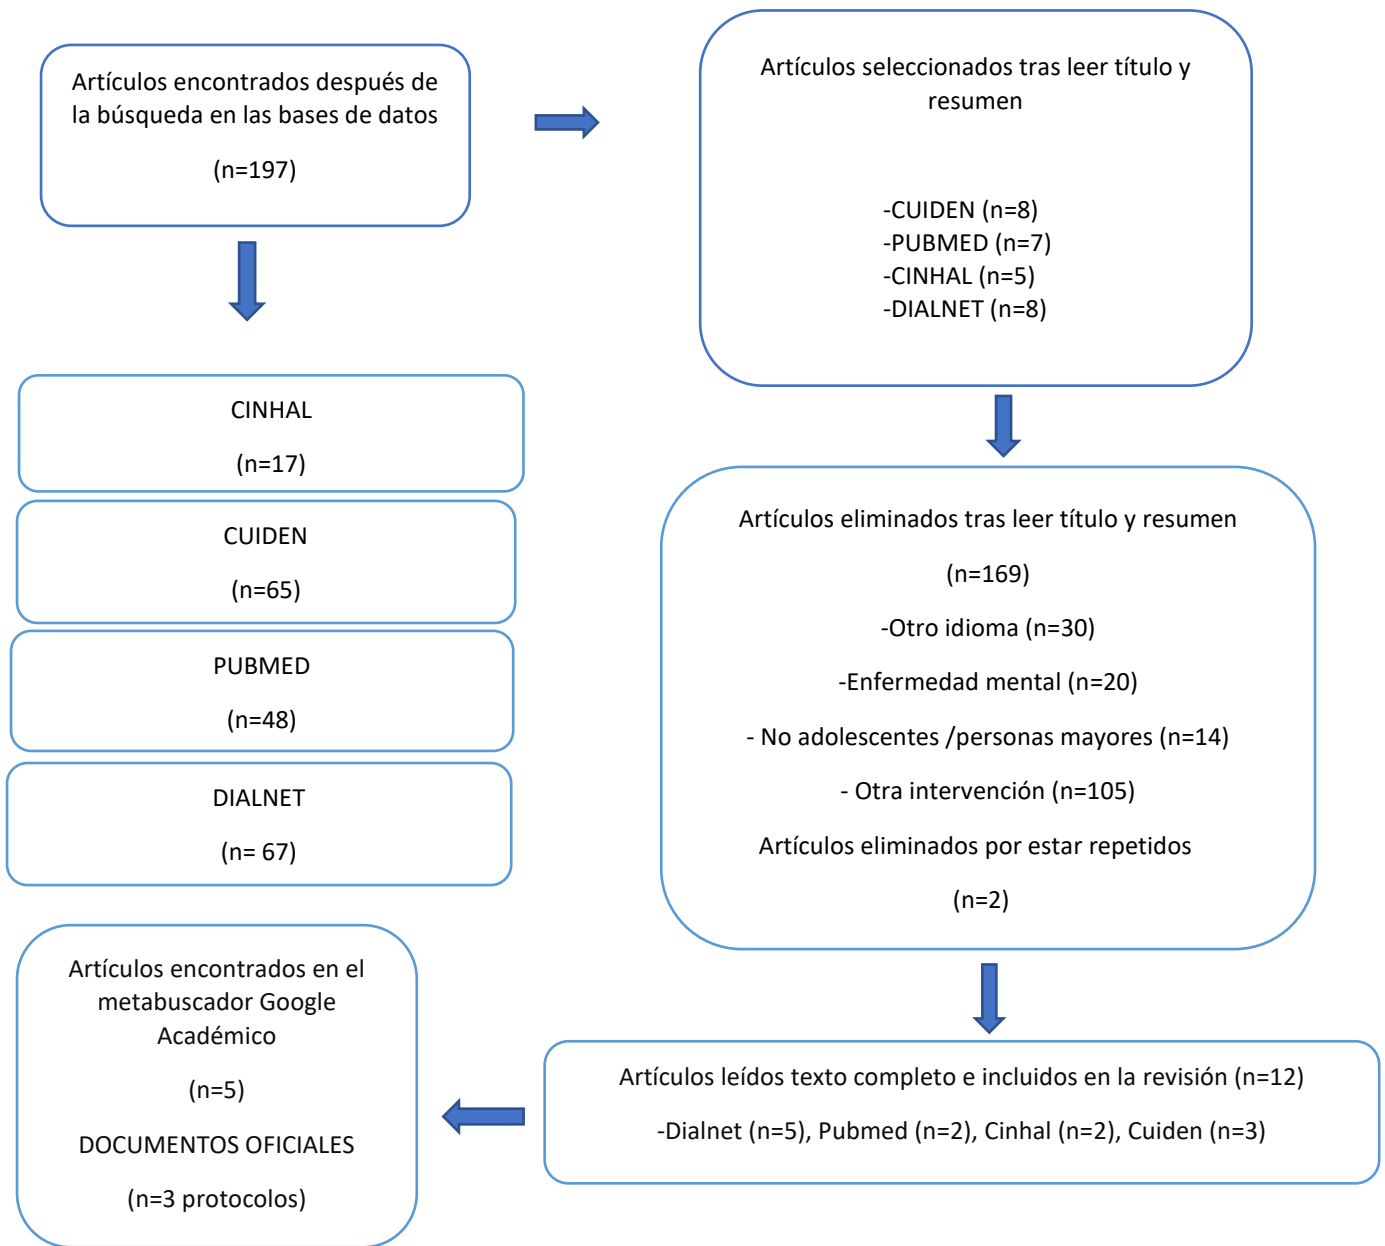 Artículos encontrados después de
la búsqueda en las bases de datos
(n=197)
Artículos seleccionados tras leer título y
resumen
-CUIDEN (n=8)
-PUBMED (n=7)
-CINHAL (n=5)
-DIALNET (n=8)
CINHAL
(n=17)
CUIDEN
(n=65)
PUBMED
(n=48)
DIALNET
(n= 67)
Artículos eliminados tras leer título y resumen
(n=169)
-Otro idioma (n=30)
-Enfermedad mental (n=20)
- No adolescentes /personas mayores (n=14)
- Otra intervención (n=105)
Artículos eliminados por estar repetidos
(n=2)
Artículos leídos texto completo e incluidos en la revisión (n=12)
-Dialnet (n=5), Pubmed (n=2), Cinhal (n=2), Cuiden (n=3)
Artículos encontrados en el
metabuscador Google
Académico
(n=5)
DOCUMENTOS OFICIALES
(n=3 protocolos)